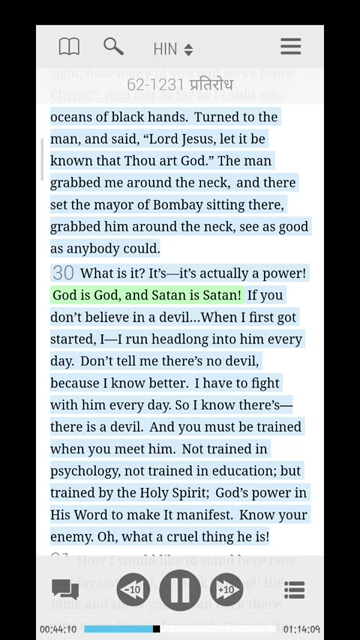 HIN
62-1231 प्रतिरोध
oceans of black hands. Turned to the
man, and said, “Lord Jesus, let it be
known that Thou art God.” The man
grabbed me around the neck, and there
set the mayor of Bombay sitting there,
grabbed him around the neck, see as good
as anybody could.
30 What is it? It’s—it’s actually a power!
God is God, and Satan is Satan! If you
don’t believe in a devil…When I first got
started, I—I run headlong into him every
day. Don’t tell me there’s no devil,
because I know better. I have to fight
with him every day. So I know there’s—
there is a devil. And you must be trained
when you meet him. Not trained in
psychology, not trained in education; but
trained by the Holy Spirit; God’s power in
His Word to make It manifest. Know your
enemy. Oh, what a cruel thing he is!
-10
+10
00:44:10
01:14:09